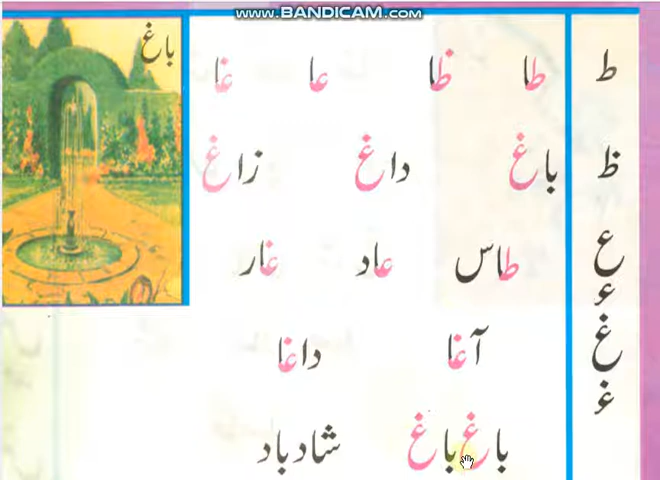 WWW.BANDICAM.COM
باغ
ط طا ظا عا غا
ظ باغ داغ زاغ
ع طاس عاد غار
ء
غ آغا داغا
ء
باغ باغ شادباد